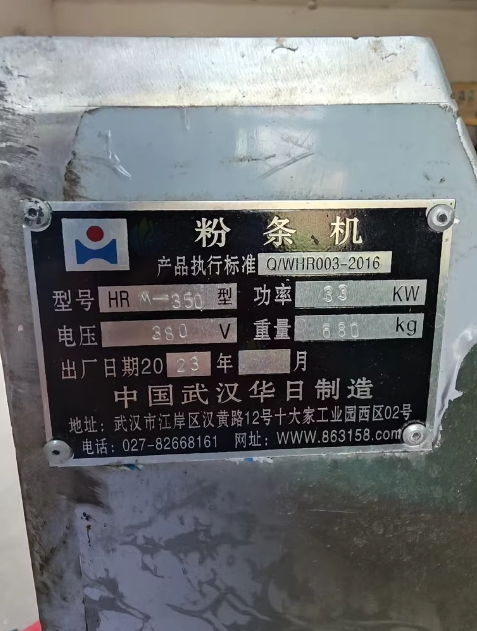 粉条机
产品执行标准 Q/WHR003-2016
型号 HR M-350 型 功率 33 KW
电压 380 V 重量 680 kg
出厂日期20 23 年 月
中国武汉华日制造
地址：武汉市江岸区汉黄路12号十大家工业园西区02号
电话：027-82668161 网址：WWW.863158.com